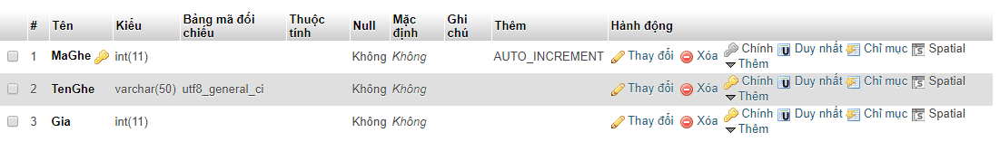 # Tên Kiểu Bảng mã đối chiếu Thuộc tính Null Mặc định Ghi chú Thêm Hành động
1 MaGhe int(11) Không Không AUTO_INCREMENT Thay đổi Xóa Chính Duy nhất Chỉ mục Spatial
Thêm
2 TenGhe varchar(50) utf8_general_ci Không Không Thay đổi Xóa Chính Duy nhất Chỉ mục Spatial
Thêm
3 Gia int(11) Không Không Thay đổi Xóa Chính Duy nhất Chỉ mục Spatial
Thêm